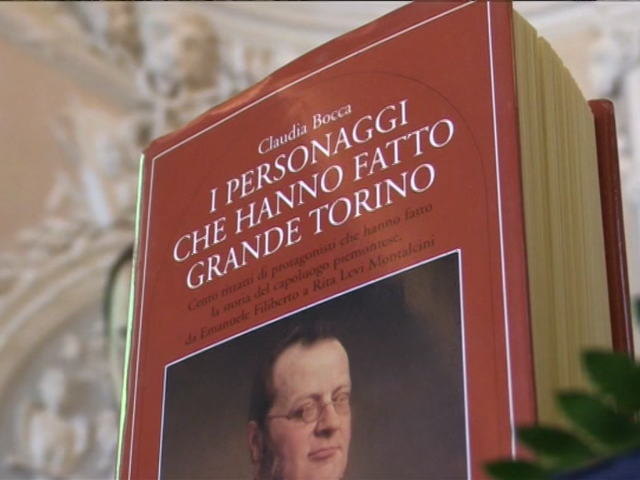 Claudia Bocca
I PERSONAGGI
CHE HANNO FATTO
GRANDE TORINO
Cento ritratti di protagonisti che hanno fatto
la storia del capoluogo piemontese,
da Emanuele Filiberto a Rita Levi Montalcini